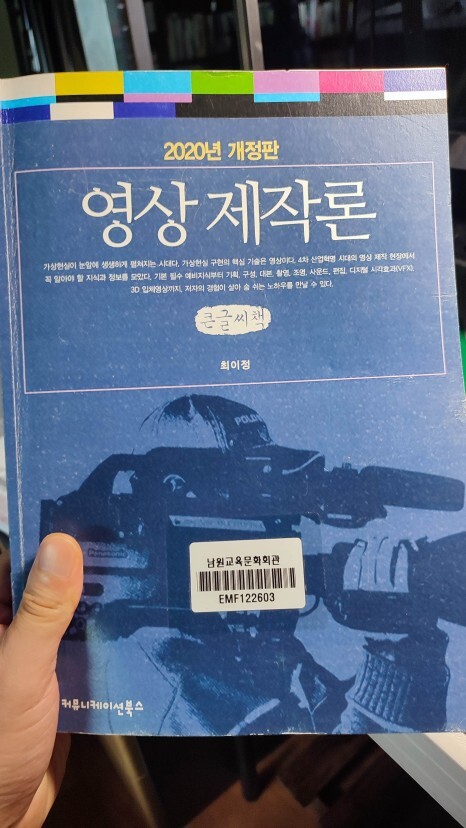 2020년 개정판
영상 제작론
가상현실이 눈앞에 생생하게 펼쳐지는 시대다. 가상현실 구현의 핵심 기술은 영상이다. 4차 산업혁명 시대의 영상 제작 현장에서
꼭 알아야 할 지식과 정보를 모았다. 기본 필수 예비지식부터 기획, 구성, 대본, 촬영, 조명, 사운드, 편집, 디지털 시각효과(VFX),
3D 입체영상까지, 저자의 경험이 살아 숨 쉬는 노하우를 만날 수 있다.
큰글씨책
최이정
남원교육문화회관
EMF122603
커뮤니케이션북스